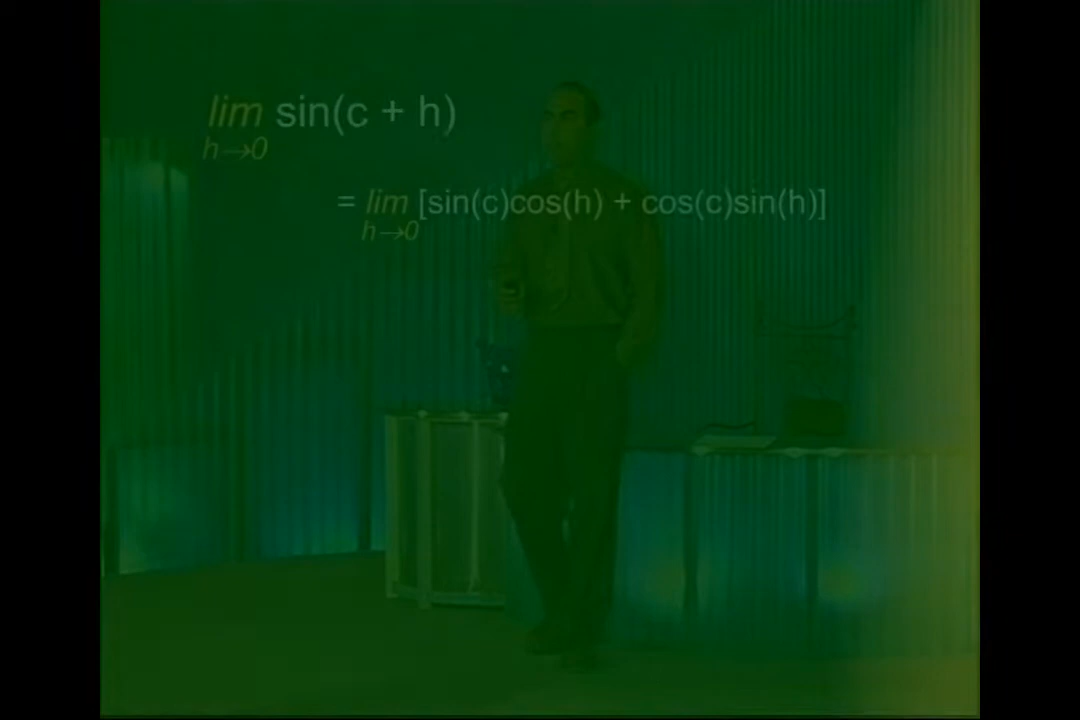 lim sin(c + h)
h→0
= lim [sin(c)cos(h) + cos(c)sin(h)]
h→0